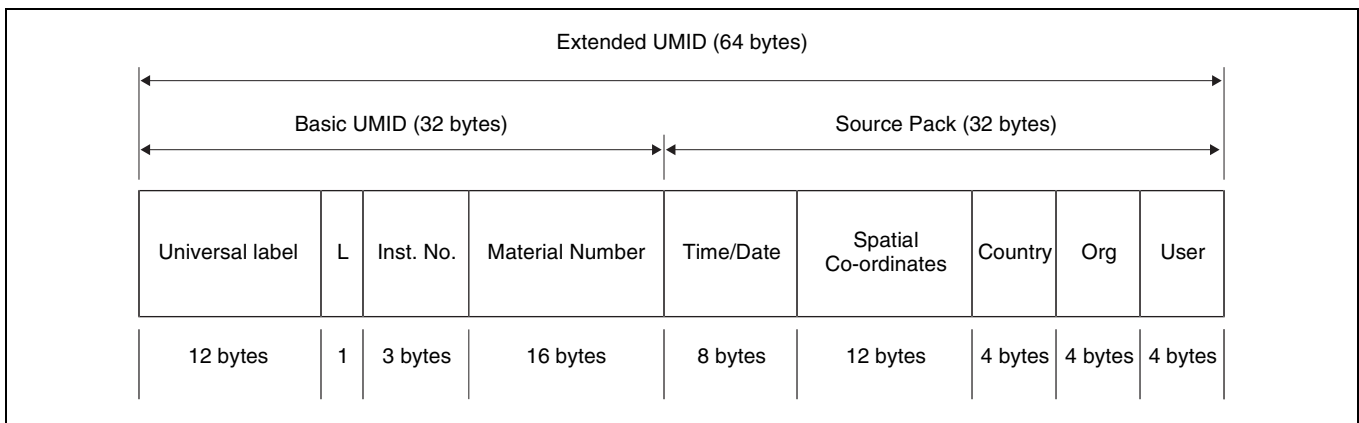 Extended UMID (64 bytes)
Basic UMID (32 bytes) Source Pack (32 bytes)
Universal label L Inst. No. Material Number Time/Date Spatial Co-ordinates Country Org User
12 bytes 1 3 bytes 16 bytes 8 bytes 12 bytes 4 bytes 4 bytes 4 bytes